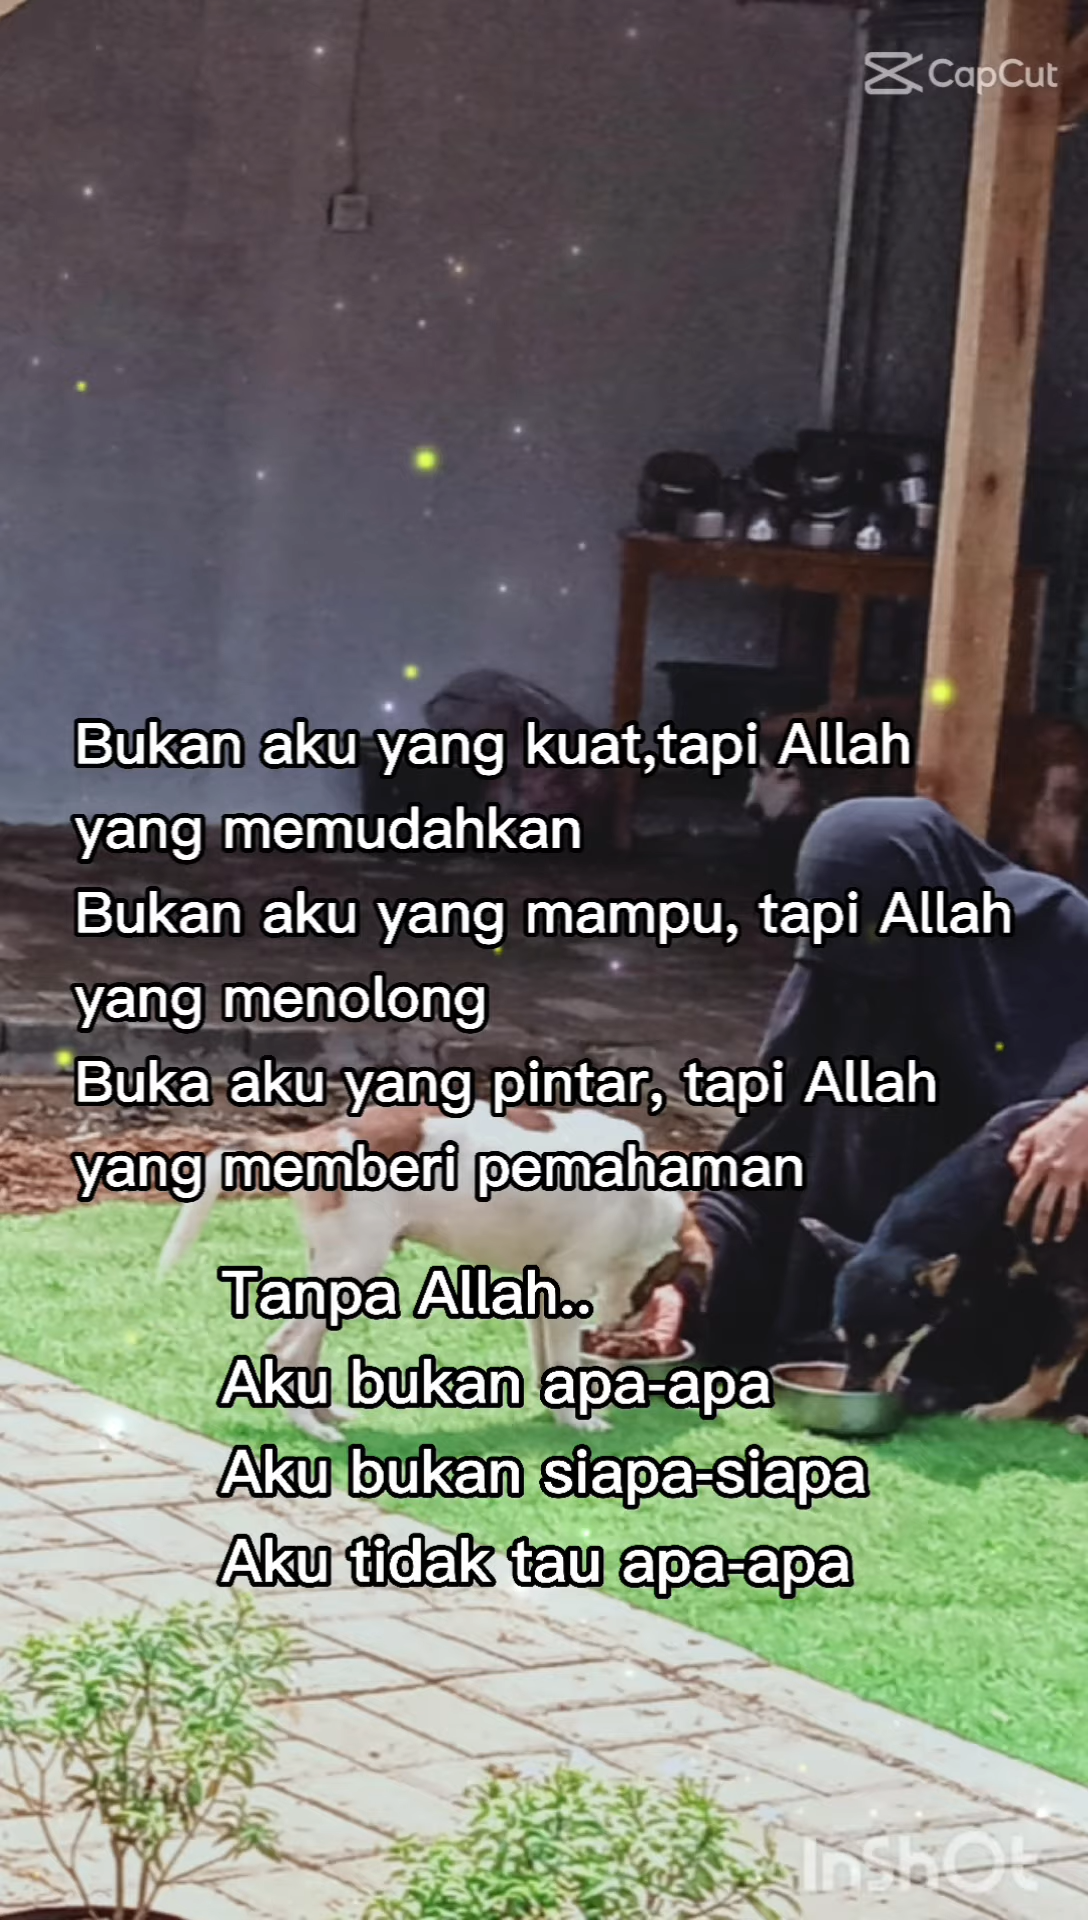 CapCut
Bukan aku yang kuat,tapi Allah
yang memudahkan
Bukan aku yang mampu, tapi Allah
yang menolong
Buka aku yang pintar, tapi Allah
yang memberi pemahaman
Tanpa Allah..
Aku bukan apa-apa
Aku bukan siapa-siapa
Aku tidak tau apa-apa
InShOt